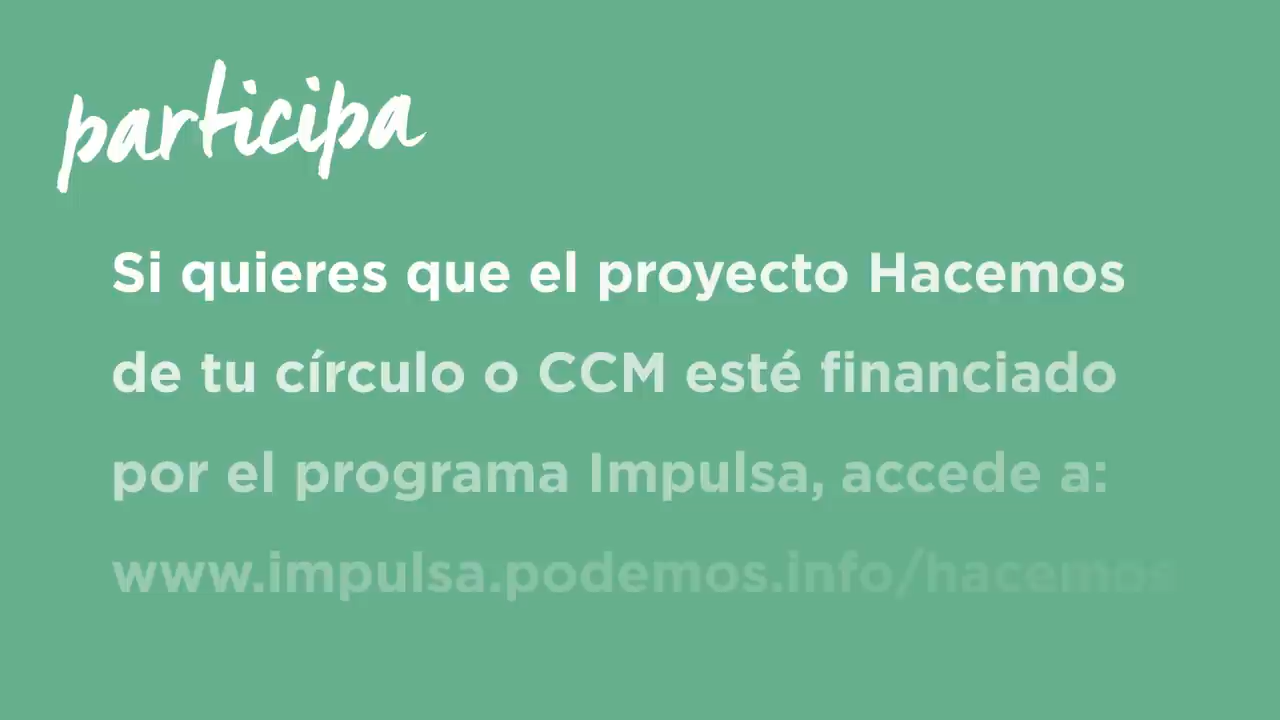 participa
Si quieres que el proyecto Hacemos
de tu círculo o CCM esté financiado
por el programa Impulsa, accede a:
www.impulsa.podemos.info/hacemos